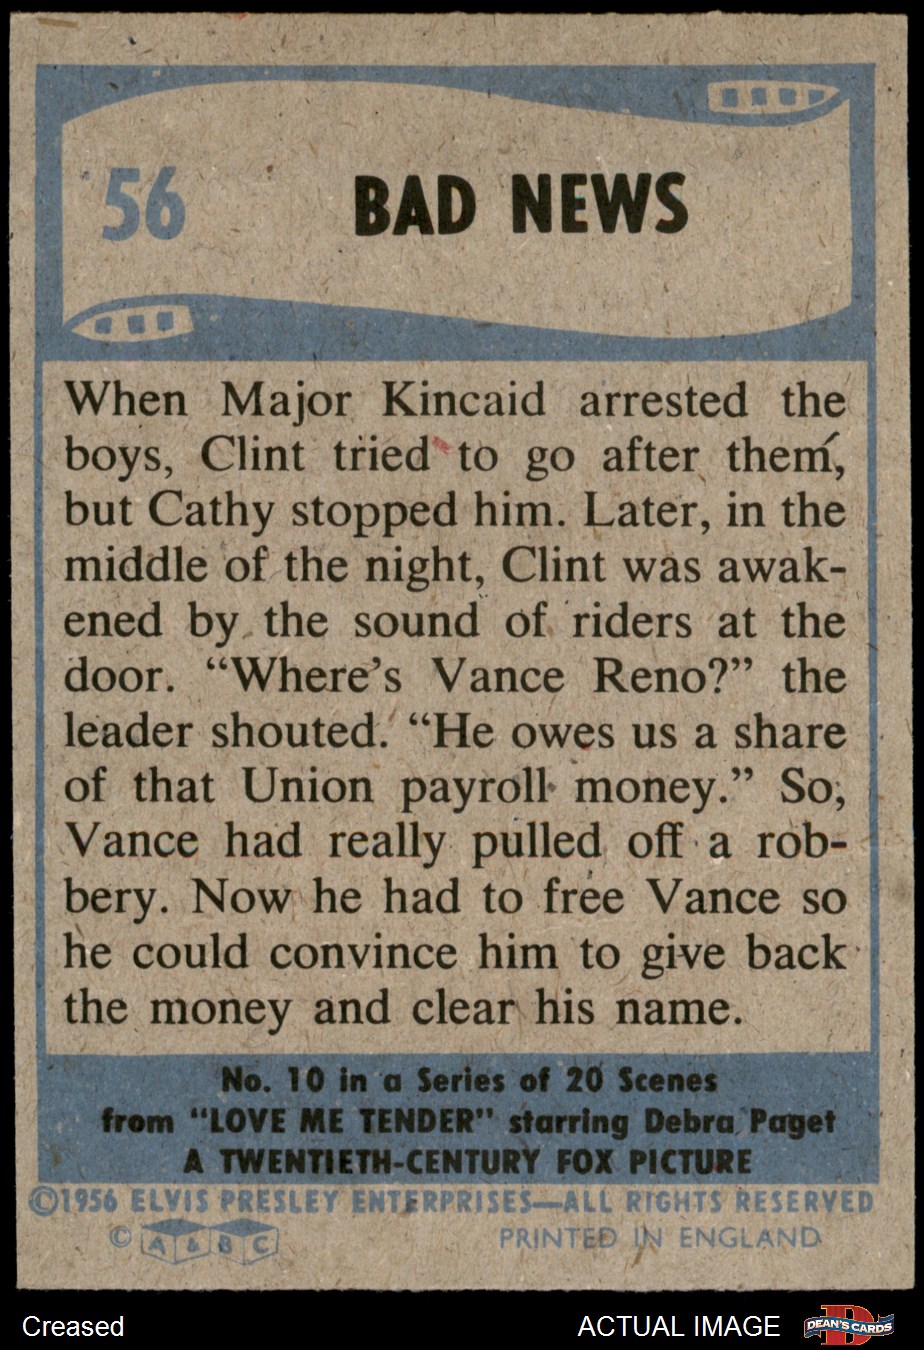 56 BAD NEWS
When Major Kincaid arrested the
boys, Clint tried to go after them,
but Cathy stopped him. Later, in the
middle of the night, Clint was awak-
ened by the sound of riders at the
door. “Where’s Vance Reno?” the
leader shouted. “He owes us a share
of that Union payroll money.” So,
Vance had really pulled off a rob-
bery. Now he had to free Vance so
he could convince him to give back
the money and clear his name.
No. 10 in a Series of 20 Scenes
from "LOVE ME TENDER" starring Debra Paget
A TWENTIETH-CENTURY FOX PICTURE
©1956 ELVIS PRESLEY ENTERPRISES—ALL RIGHTS RESERVED
© A & B C PRINTED IN ENGLAND
Creased ACTUAL IMAGE DEAN'S CARDS